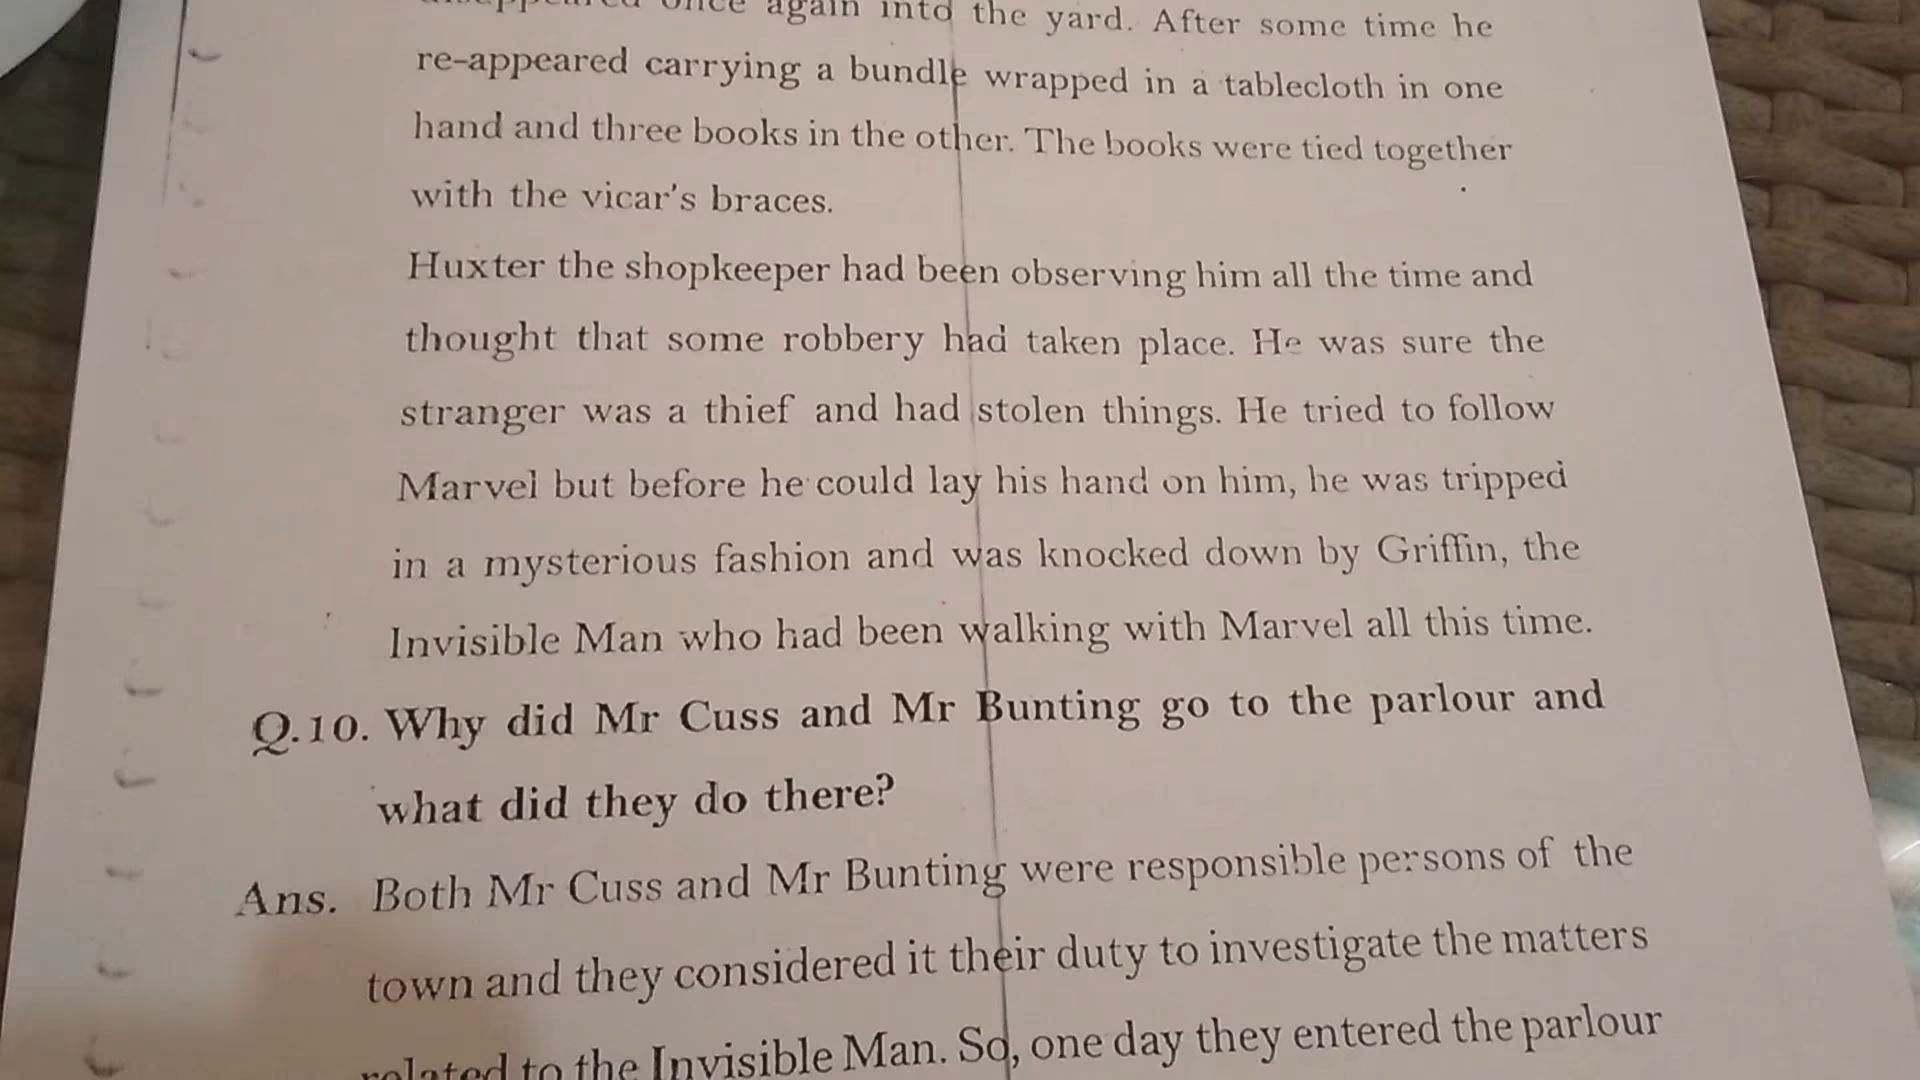 disappeared once again into the yard. After some time he
re-appeared carrying a bundle wrapped in a tablecloth in one
hand and three books in the other. The books were tied together
with the vicar's braces.
Huxter the shopkeeper had been observing him all the time and
thought that some robbery had taken place. He was sure the
stranger was a thief and had stolen things. He tried to follow
Marvel but before he could lay his hand on him, he was tripped
in a mysterious fashion and was knocked down by Griffin, the
Invisible Man who had been walking with Marvel all this time.
Q.10. Why did Mr Cuss and Mr Bunting go to the parlour and
what did they do there?
Ans. Both Mr Cuss and Mr Bunting were responsible persons of the
town and they considered it their duty to investigate the matters
related to the Invisible Man. So, one day they entered the parlour